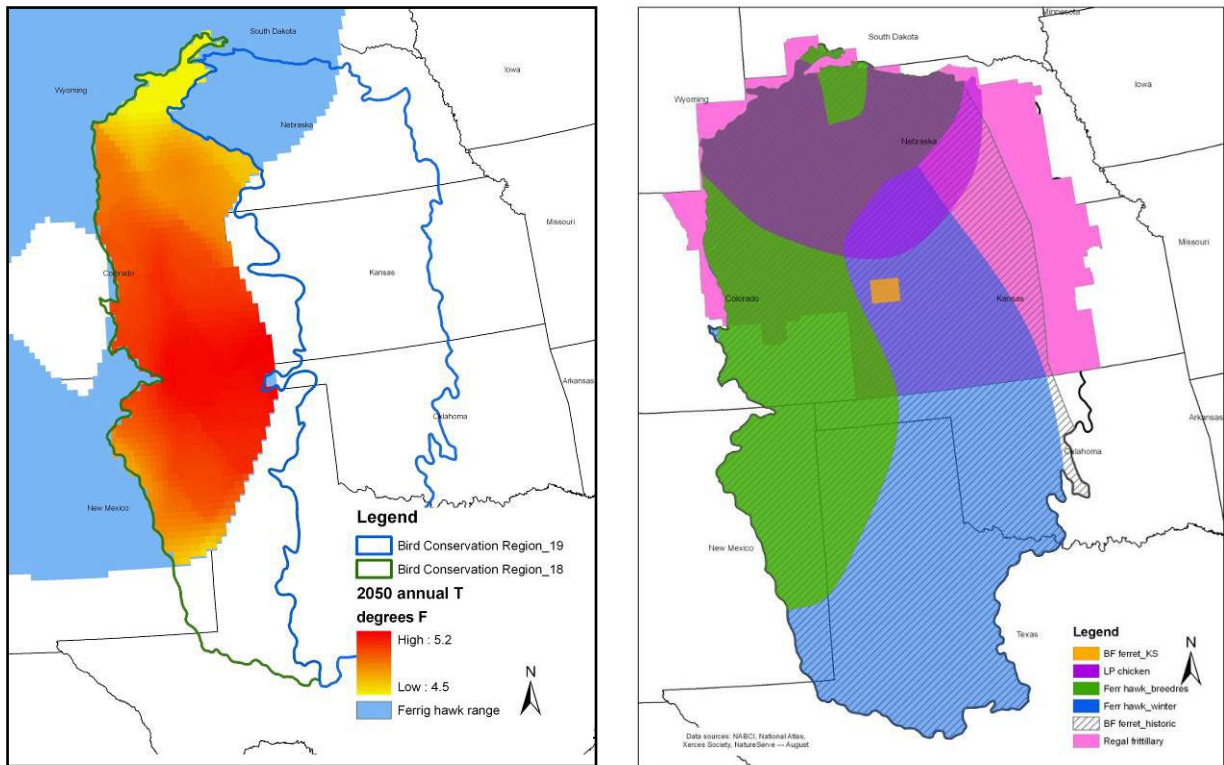 South Dakota
Iowa
Wyoming
Nebraska
Missouri
Colorado
Kansas
Arkansas
Oklahoma
New Mexico
Legend
Bird Conservation Region_19
Bird Conservation Region_18
2050 annual T
degrees F
High : 5.2
Low : 4.5
Ferrig hawk range
N
Minnesota
South Dakota
Iowa
Wyoming
Nebraska
Missouri
Colorado
Kansas
Arkansas
Oklahoma
New Mexico
Texas
Legend
BF ferret_KS
LP chicken
Ferr hawk_breedres
Ferr hawk_winter
BF ferret_historic
Regal frittillary
N
Data sources: NABCI, National Atlas,
Xerces Society, NatureServe --- August